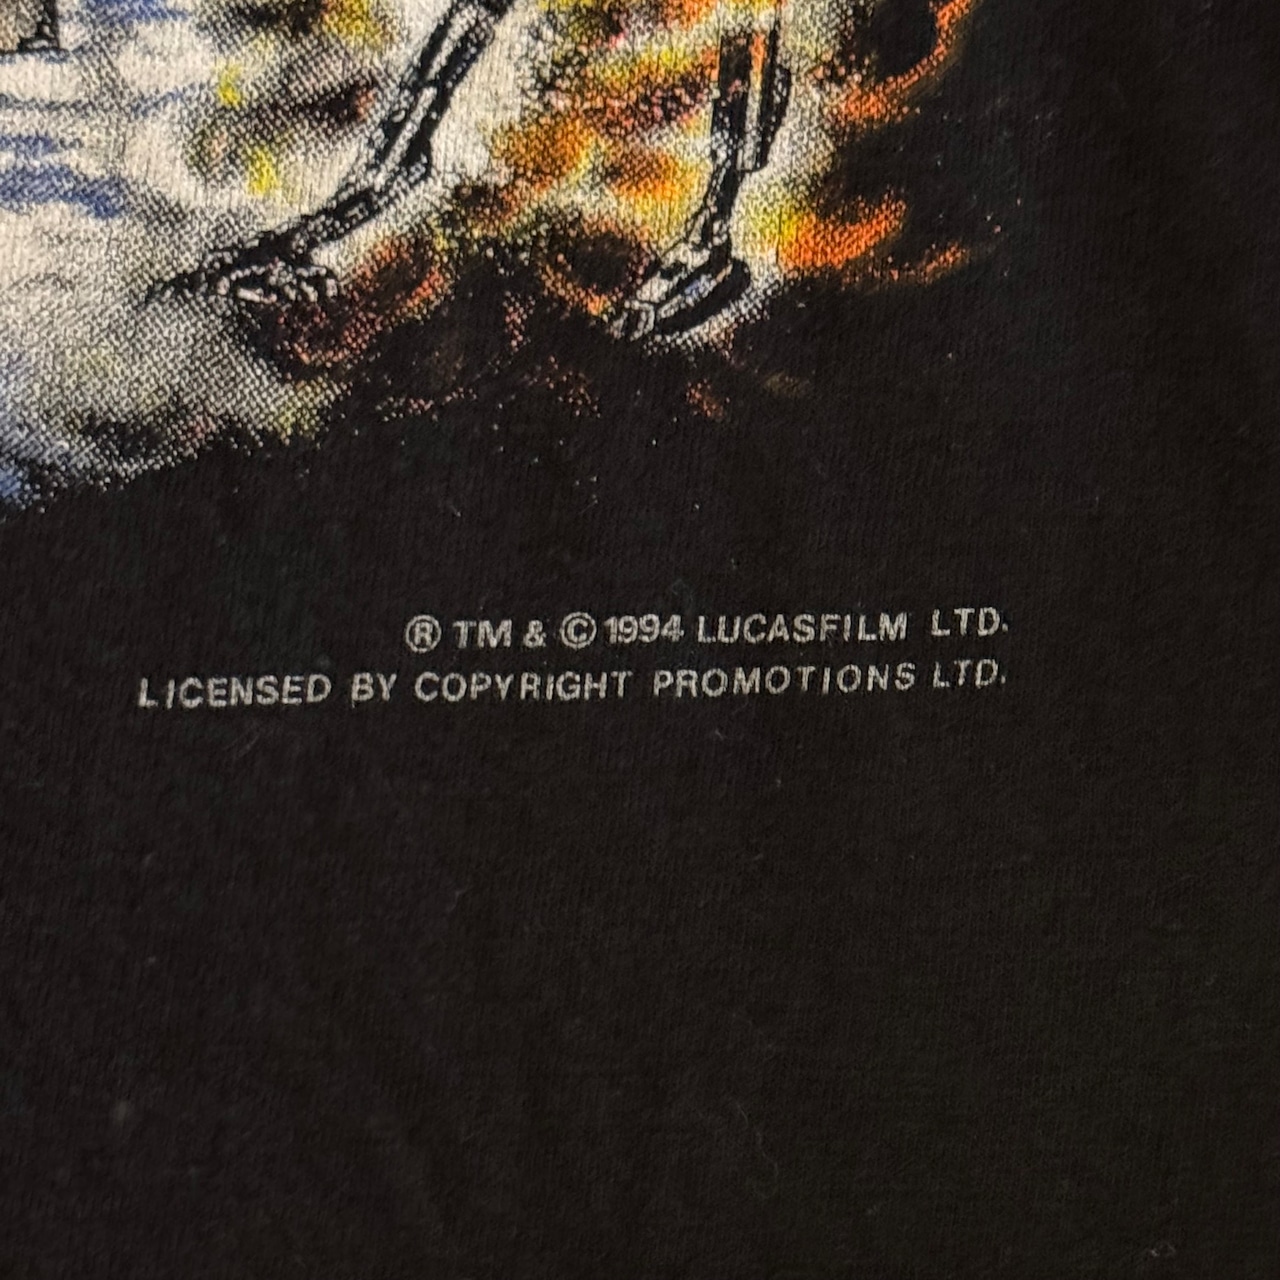 ® TM & © 1994 LUCASFILM LTD.
LICENSED BY COPYRIGHT PROMOTIONS LTD.